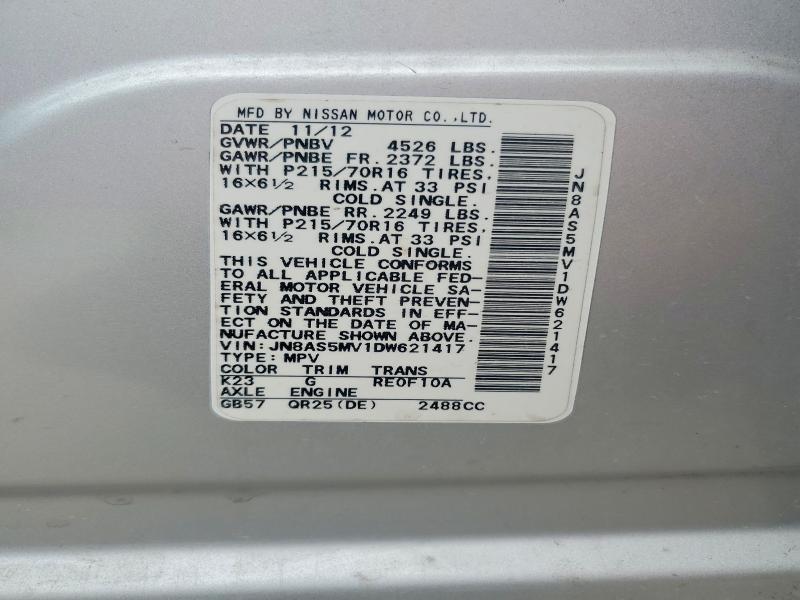 MFD BY NISSAN MOTOR CO.,LTD.
DATE 11/12
GVWR/PNBV 4526 LBS.
GAWR/PNBE FR. 2372 LBS.
WITH P215/70R16 TIRES.
16×6½ RIMS.AT 33 PSI
COLD SINGLE.
GAWR/PNBE RR. 2249 LBS.
WITH P215/70R16 TIRES.
16×6½ RIMS.AT 33 PSI
COLD SINGLE.
THIS VEHICLE CONFORMS
TO ALL APPLICABLE FED-
ERAL MOTOR VEHICLE SA-
FETY AND THEFT PREVEN-
TION STANDARDS IN EFF-
ECT ON THE DATE OF MA-
NUFACTURE SHOWN ABOVE.
VIN:JN8AS5MV1DW621417
TYPE:MPV
COLOR TRIM TRANS
K23 G RE0F10A
AXLE ENGINE
GB57 QR25(DE) 2488CC
JN8AS5MV1DW621417